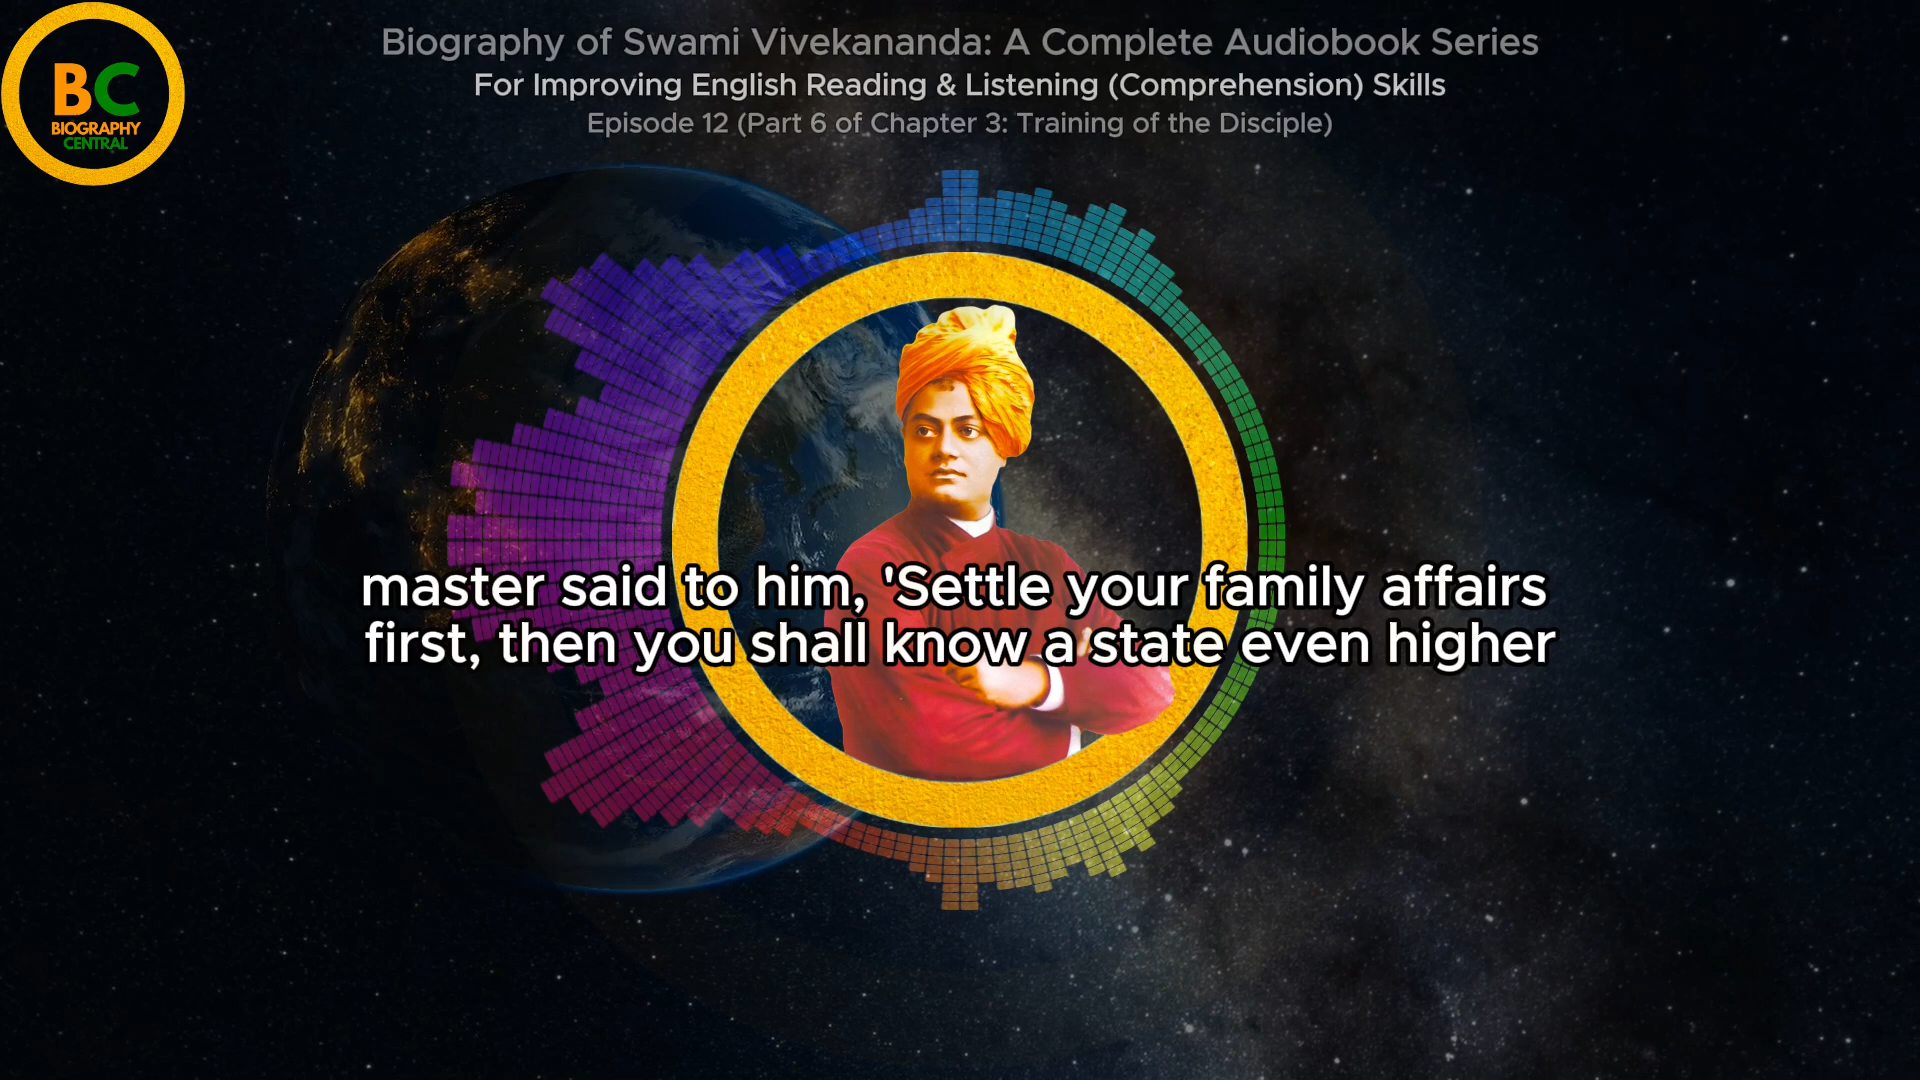 BC
BIOGRAPHY
CENTRAL
Biography of Swami Vivekananda: A Complete Audiobook Series
For Improving English Reading & Listening (Comprehension) Skills
Episode 12 (Part 6 of Chapter 3: Training of the Disciple)
master said to him, 'Settle your family affairs
first, then you shall know a state even higher